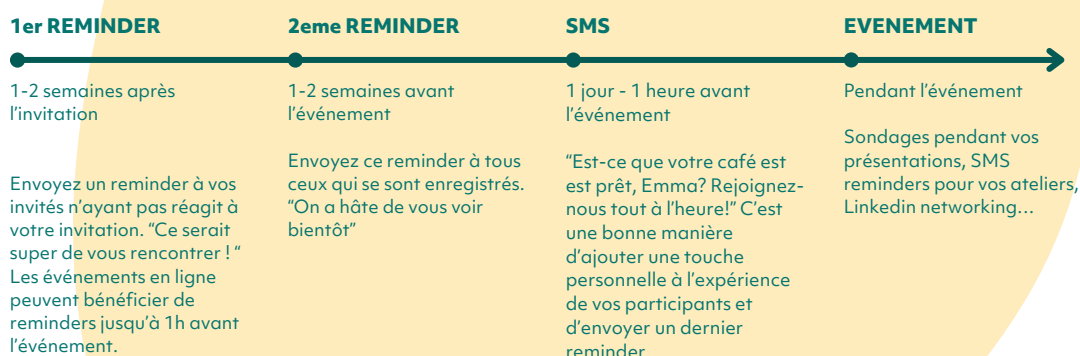 1er REMINDER
1-2 semaines après
l'invitation
Envoyez un reminder à vos
invités n'ayant pas réagit à
votre invitation. "Ce serait
super de vous rencontrer ! "
Les événements en ligne
peuvent bénéficier de
reminders jusqu'à 1h avant
l'événement.
2eme REMINDER
1-2 semaines avant
l'événement
Envoyez ce reminder à tous
ceux qui se sont enregistrés.
"On a hâte de vous voir
bientôt"
SMS
1 jour - 1 heure avant
l'événement
"Est-ce que votre café est
est prêt, Emma? Rejoignez-
nous tout à l'heure!" C'est
une bonne manière
d'ajouter une touche
personnelle à l'expérience
de vos participants et
d'envoyer un dernier
reminder
EVENEMENT
Pendant l'événement
Sondages pendant vos
présentations, SMS
reminders pour vos ateliers,
Linkedin networking...